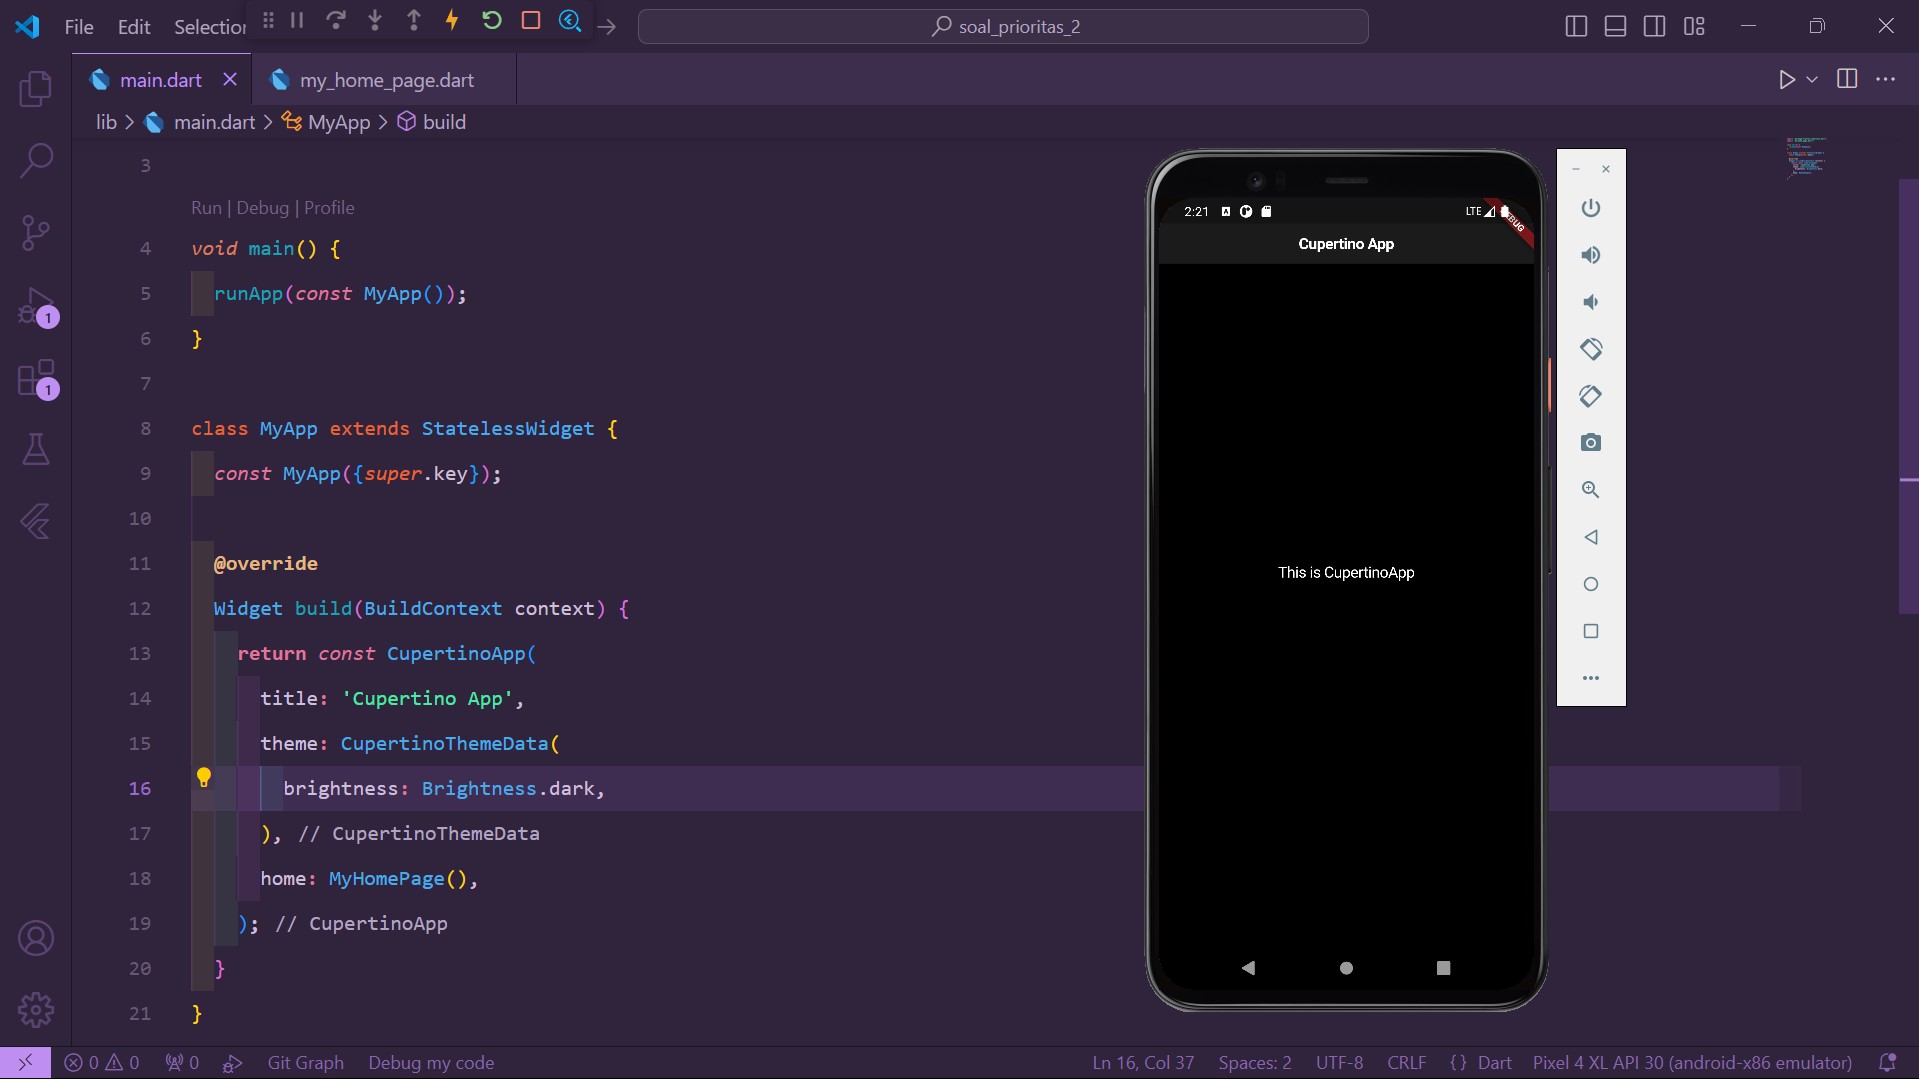 File Edit Selection
soal_prioritas_2
main.dart
my_home_page.dart
lib > main.dart > MyApp > build
3
Run | Debug | Profile
4 void main() {
5 runApp(const MyApp());
6 }
7
8 class MyApp extends StatelessWidget {
9 const MyApp({super.key});
10
11 @override
12 Widget build(BuildContext context) {
13 return const CupertinoApp(
14 title: 'Cupertino App',
15 theme: CupertinoThemeData(
16 brightness: Brightness.dark,
17 ), // CupertinoThemeData
18 home: MyHomePage(),
19 ); // CupertinoApp
20 }
21 }
1
1
2:21
LTE
Cupertino App
This is CupertinoApp
0 0 0 Git Graph Debug my code
Ln 16, Col 37 Spaces: 2 UTF-8 CRLF {} Dart Pixel 4 XL API 30 (android-x86 emulator)